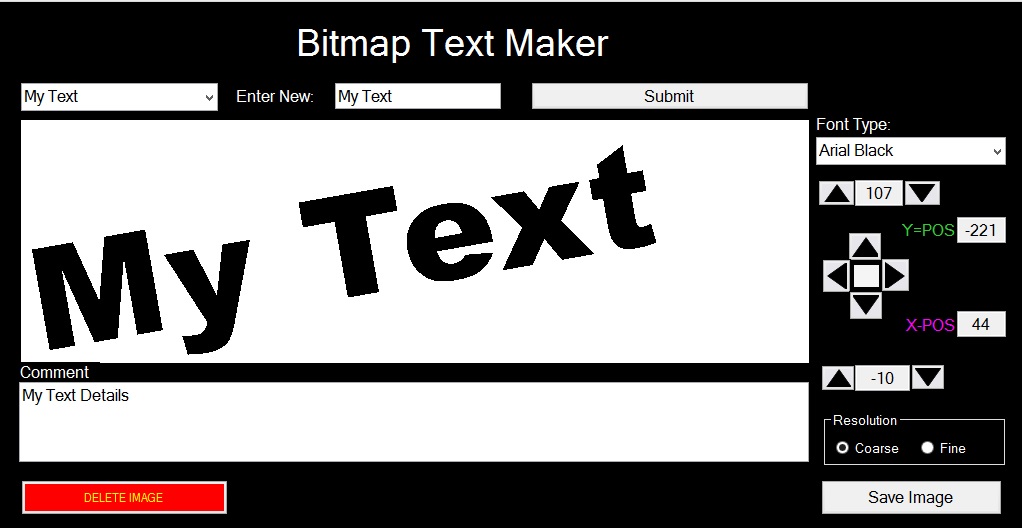 Bitmap Text Maker
My Text Enter New: My Text Submit
Font Type:
Arial Black
My Text
107
Y=POS -221
X-POS 44
Comment
-10
My Text Details
Resolution
Coarse Fine
DELETE IMAGE Save Image